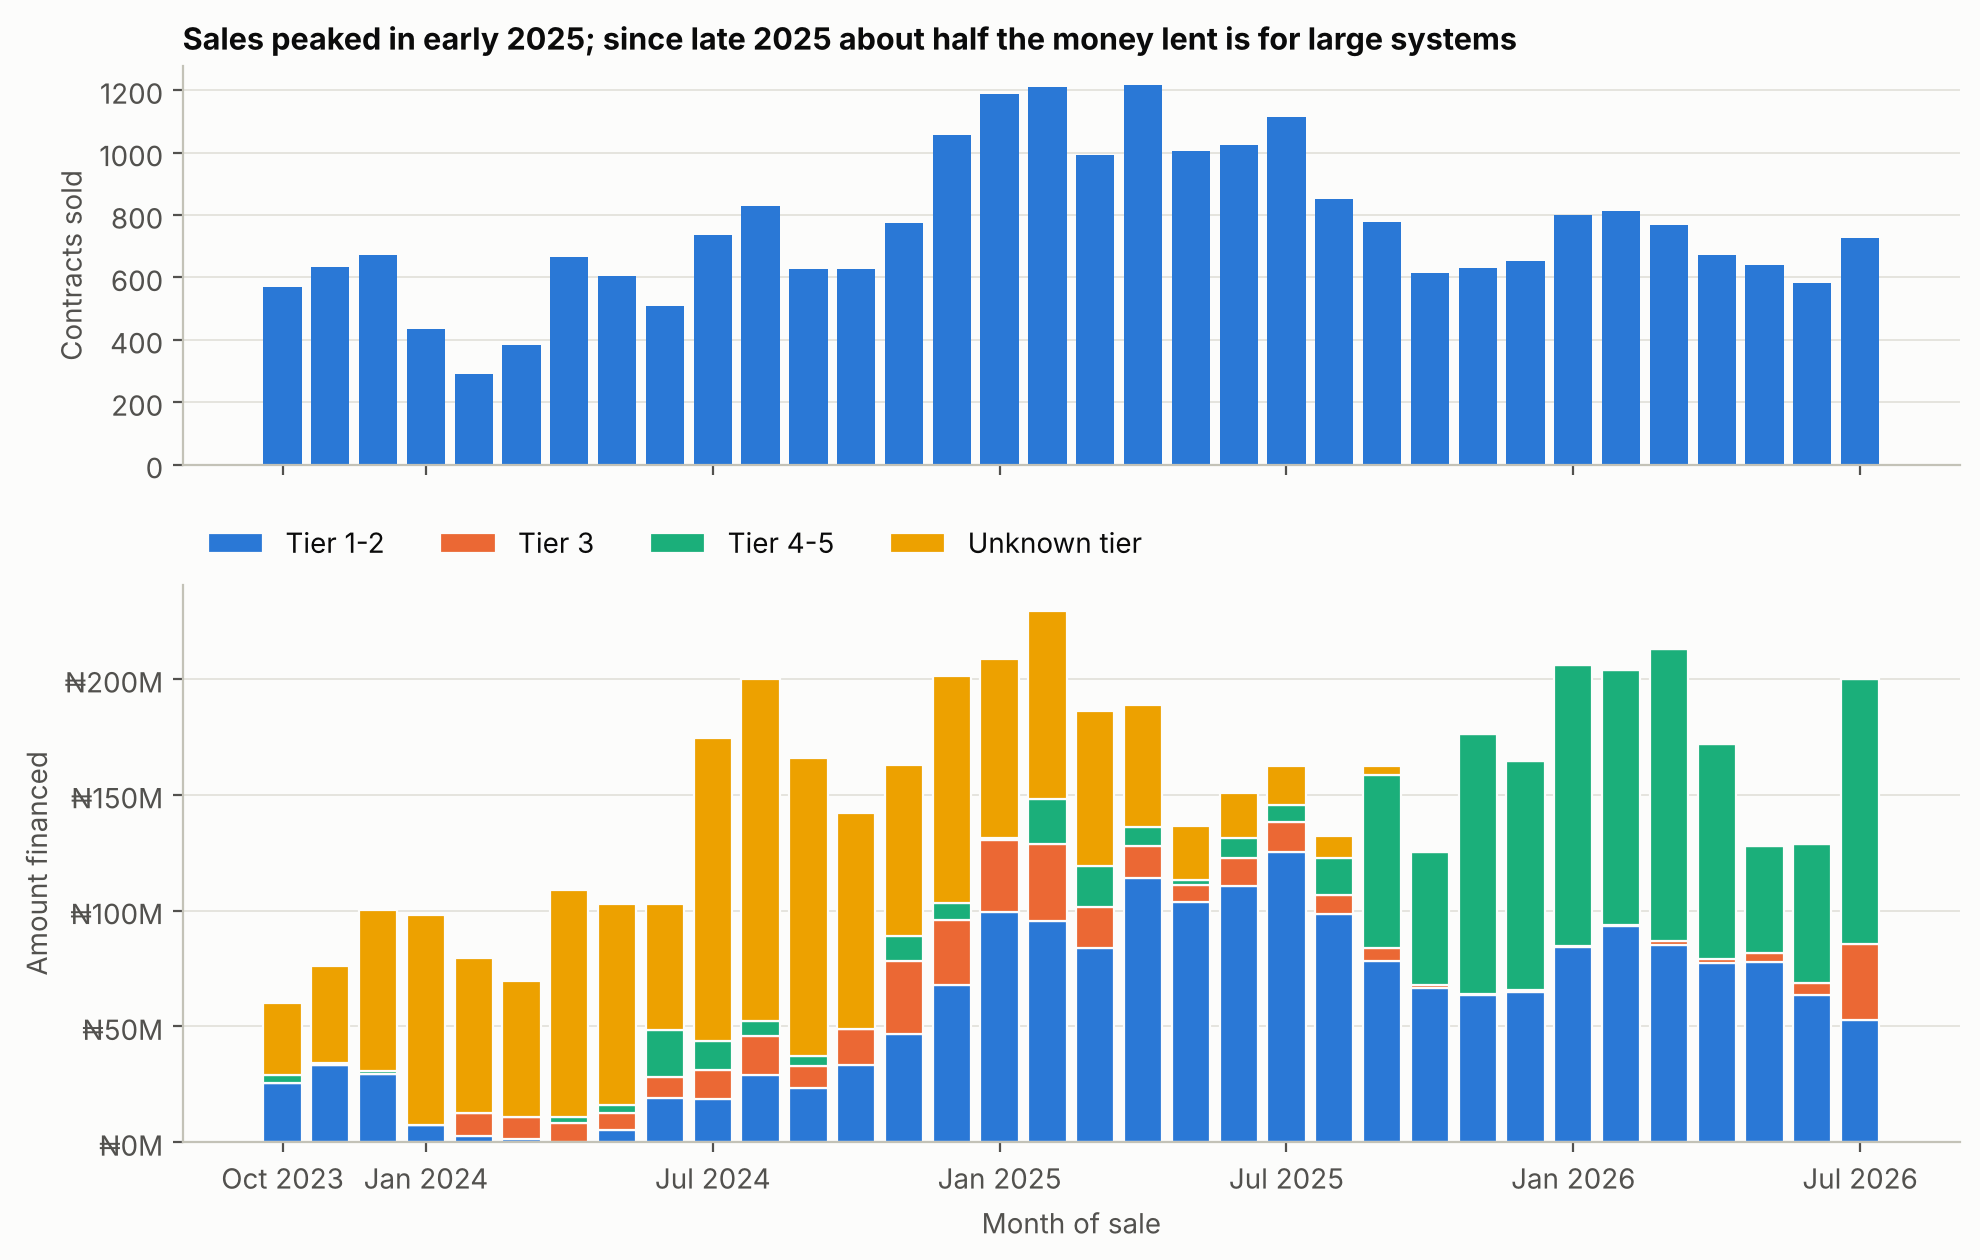 Sales peaked in early 2025; since late 2025 about half the money lent is for large systems
1200
1000
800
600
400
200
0
Contracts sold
Tier 1-2
Tier 3
Tier 4-5
Unknown tier
₦200M
₦150M
₦100M
₦50M
₦0M
Amount financed
Oct 2023
Jan 2024
Jul 2024
Jan 2025
Jul 2025
Jan 2026
Jul 2026
Month of sale